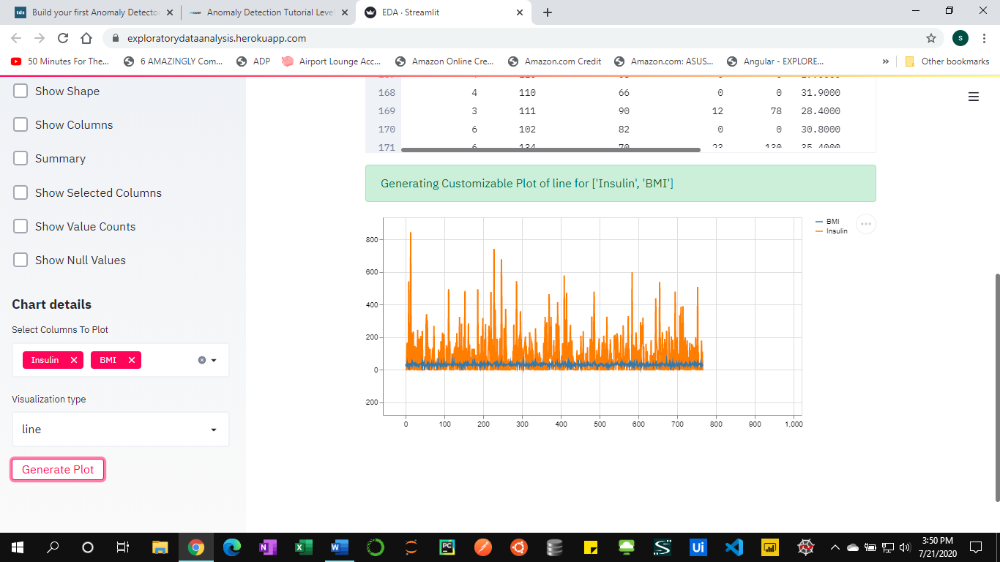 Build your first Anomaly Detector
Anomaly Detection Tutorial Level
EDA · Streamlit
exploratorydataanalysis.herokuapp.com
S
50 Minutes For The...
6 AMAZINGLY Com...
ADP
Airport Lounge Acc...
Amazon Online Cre...
Amazon.com Credit
Amazon.com: ASUS...
Angular - EXPLORE...
»
Other bookmarks
168 4 110 66 0 0 31.9000
169 3 111 90 12 78 28.4000
170 6 102 82 0 0 30.8000
171 6 134 70 23 130 35.4000
Show Shape
Show Columns
Summary
Show Selected Columns
Show Value Counts
Show Null Values
Chart details
Select Columns To Plot
Insulin
BMI
Visualization type
line
Generate Plot
Generating Customizable Plot of line for ['Insulin', 'BMI']
BMI
Insulin
800
600
400
200
0
200
0 100 200 300 400 500 600 700 800 900 1,000
3:50 PM
7/21/2020